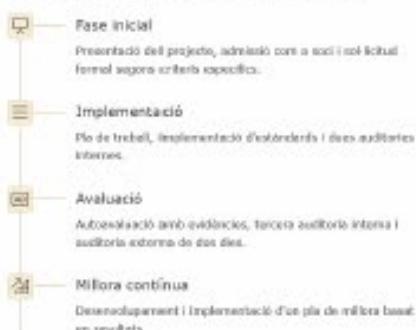 Fase inicial
Presentació del projecte, admissió com a soci i sol·licitud
formal segons criteris específics.
Implementació
Pla de treball, implementació d'estàndards i dues auditories
internes.
Avaluació
Autoavaluació amb evidències, tercera auditoria interna i
auditoria externa de dos dies.
Millora contínua
Desenvolupament i implementació d'un pla de millora basat
en resultats.